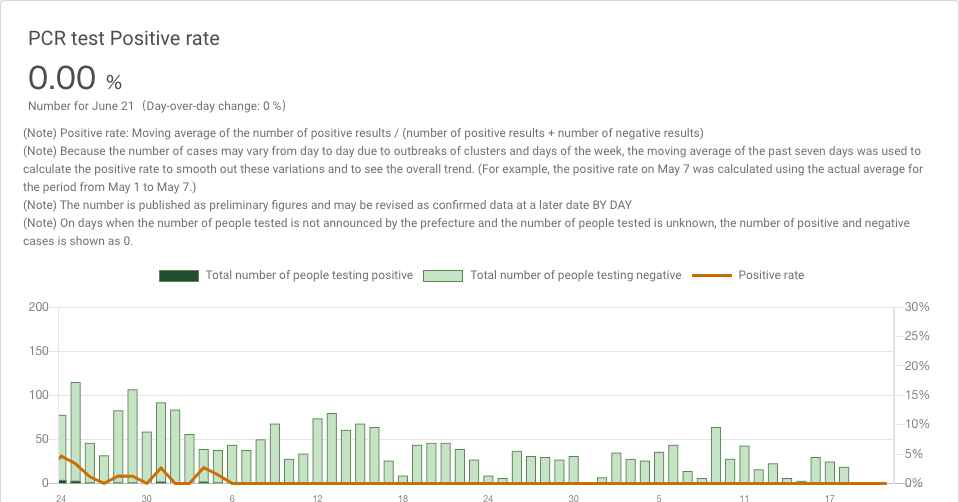 PCR test Positive rate
0.00 %
Number for June 21 (Day-over-day change: 0 %)
(Note) Positive rate: Moving average of the number of positive results / (number of positive results + number of negative results)
(Note) Because the number of cases may vary from day to day due to outbreaks of clusters and days of the week, the moving average of the past seven days was used to
calculate the positive rate to smooth out these variations and to see the overall trend. (For example, the positive rate on May 7 was calculated using the actual average for
the period from May 1 to May 7.)
(Note) The number is published as preliminary figures and may be revised as confirmed data at a later date BY DAY
(Note) On days when the number of people tested is not announced by the prefecture and the number of people tested is unknown, the number of positive and negative
cases is shown as 0.
Total number of people testing positive Total number of people testing negative Positive rate
200 30%
25%
150
20%
100 15%
10%
50
5%
0 0%
24 30 6 12 18 24 30 5 11 17